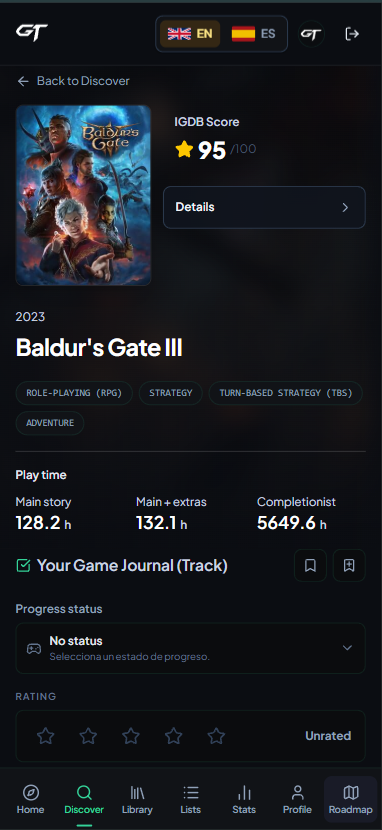 GT
EN
ES
GT
Back to Discover
Baldur's Gate
IGDB Score
95 /100
Details
2023
Baldur's Gate III
ROLE-PLAYING (RPG)
STRATEGY
TURN-BASED STRATEGY (TBS)
ADVENTURE
Play time
Main story
Main + extras
Completionist
128.2 h
132.1 h
5649.6 h
Your Game Journal (Track)
Progress status
No status
Selecciona un estado de progreso.
RATING
Unrated
Home
Discover
Library
Lists
Stats
Profile
Roadmap